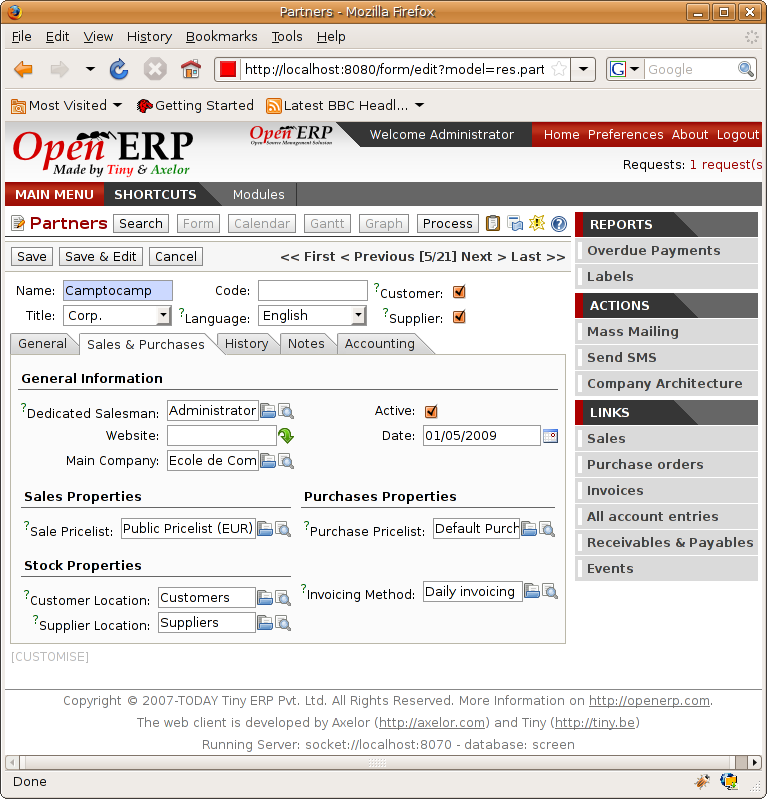 Partners - Mozilla Firefox
File Edit View History Bookmarks Tools Help
http://localhost:8080/form/edit?model=res.part
G Google
Most Visited Getting Started Latest BBC Headl...
Open ERP
Made by Tiny & Axelor
Open ERP
Open Source Management Solution
Welcome Administrator Home Preferences About Logout
Requests: 1 request(s
MAIN MENU SHORTCUTS Modules
Partners Search Form Calendar Gantt Graph Process ?
Save Save & Edit Cancel << First < Previous [5/21] Next > Last >>
Name: Camptocamp Code: ?Customer:
Title: Corp. ?Language: English ?Supplier:
General Sales & Purchases History Notes Accounting
General Information
?Dedicated Salesman: Administrator Active:
Website: Date: 01/05/2009
Main Company: Ecole de Com
Sales Properties Purchases Properties
?Sale Pricelist: Public Pricelist (EUR) ?Purchase Pricelist: Default Purch
Stock Properties
?Customer Location: Customers ?Invoicing Method: Daily invoicing
?Supplier Location: Suppliers
[CUSTOMISE]
REPORTS
Overdue Payments
Labels
ACTIONS
Mass Mailing
Send SMS
Company Architecture
LINKS
Sales
Purchase orders
Invoices
All account entries
Receivables & Payables
Events
Copyright © 2007-TODAY Tiny ERP Pvt. Ltd. All Rights Reserved. More Information on http://openerp.com.
The web client is developed by Axelor (http://axelor.com) and Tiny (http://tiny.be)
Running Server: socket://localhost:8070 - database: screen
Done